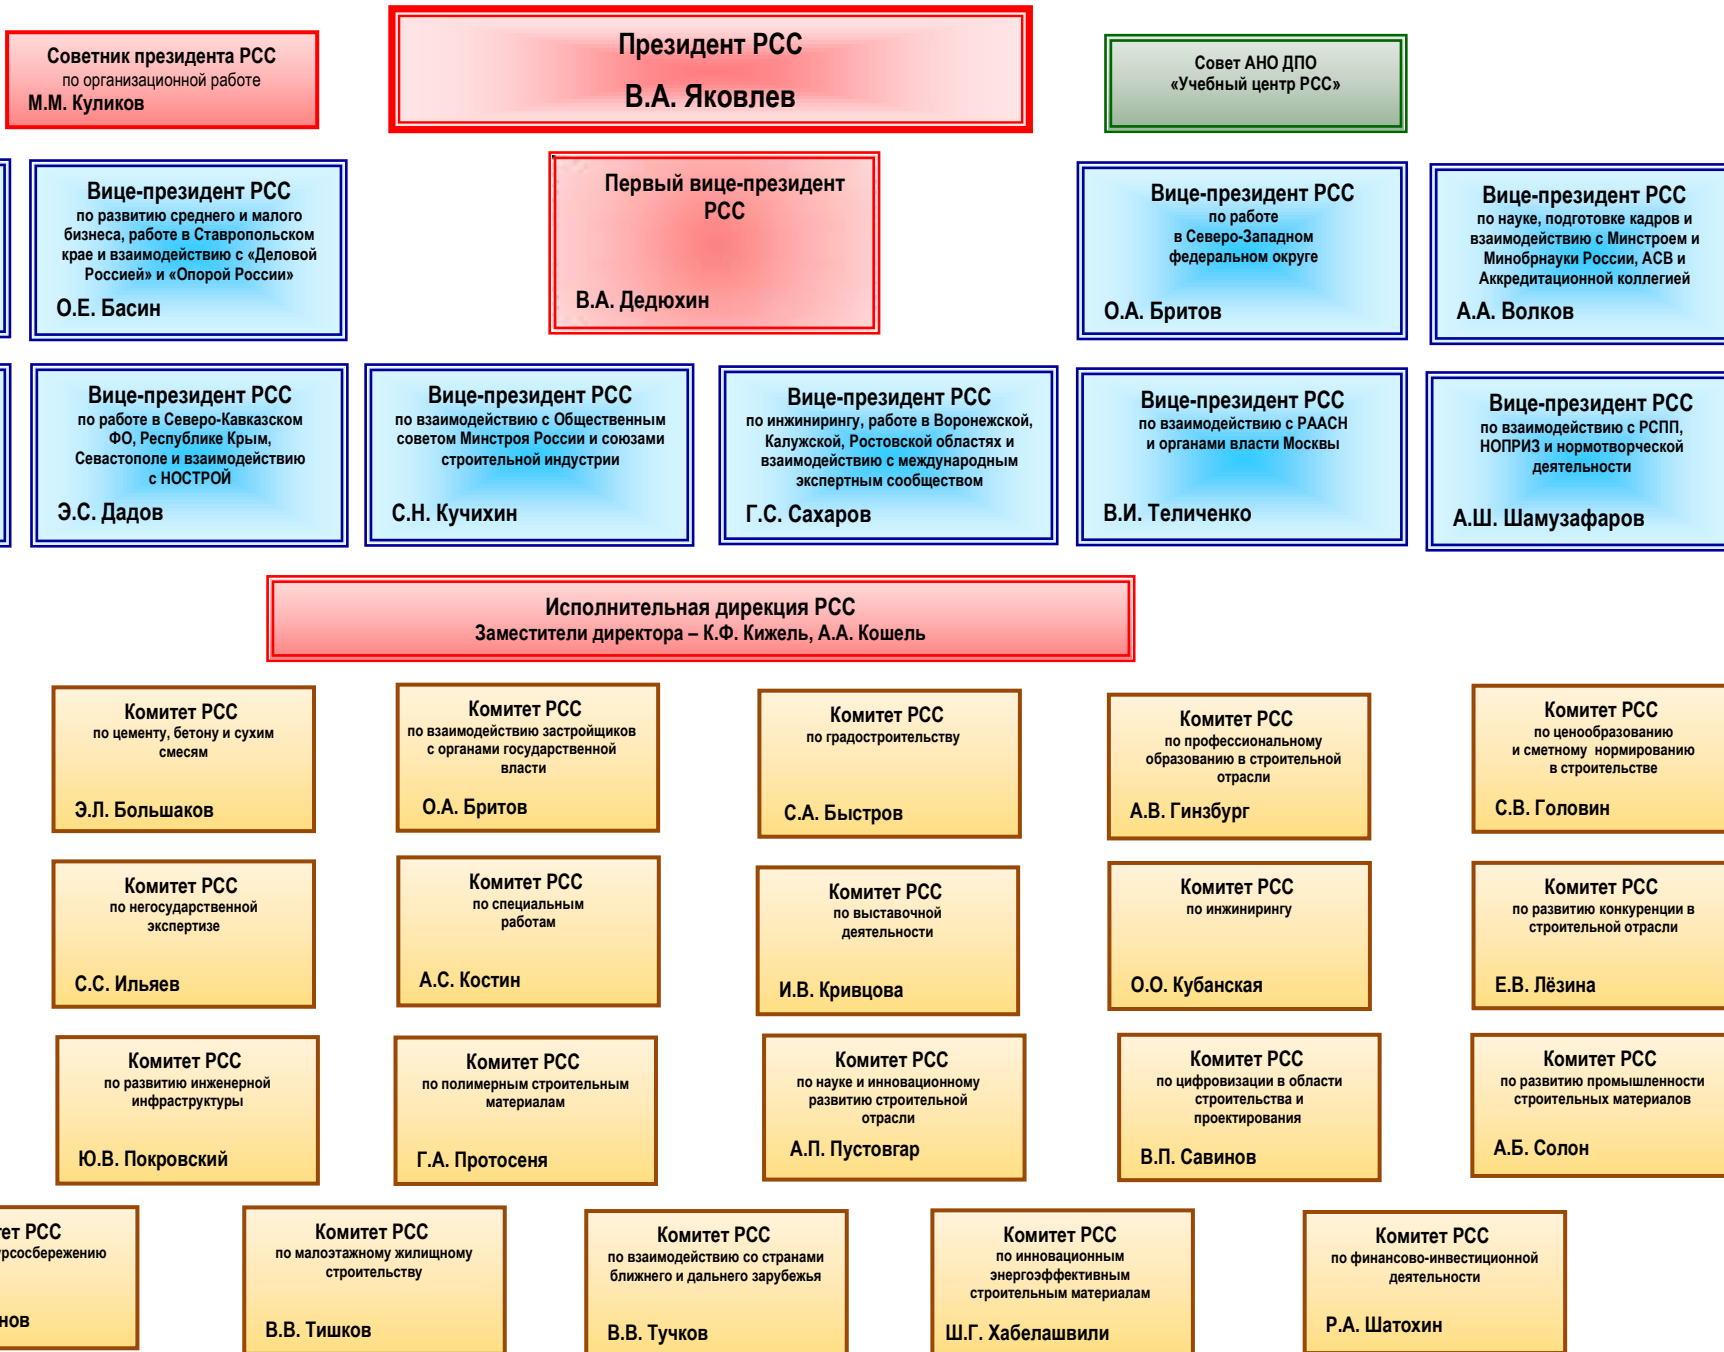 Советник президента РСС
по организационной работе
М.М. Куликов
Президент РСС
В.А. Яковлев
Совет АНО ДПО
«Учебный центр РСС»
Вице-президент РСС
по развитию среднего и малого
бизнеса, работе в Ставропольском
крае и взаимодействию с «Деловой
Россией» и «Опорой России»
О.Е. Басин
Первый вице-президент
РСС
В.А. Дедюхин
Вице-президент РСС
по работе
в Северо-Западном
федеральном округе
О.А. Бритов
Вице-президент РСС
по науке, подготовке кадров и
взаимодействию с Минстроем и
Минобрнауки России, АСВ и
Аккредитационной коллегией
А.А. Волков
Вице-президент РСС
по работе в Северо-Кавказском
ФО, Республике Крым,
Севастополе и взаимодействию
с НОСТРОЙ
Э.С. Дадов
Вице-президент РСС
по взаимодействию с Общественным
советом Минстроя России и союзами
строительной индустрии
С.Н. Кучихин
Вице-президент РСС
по инжинирингу, работе в Воронежской,
Калужской, Ростовской областях и
взаимодействию с международным
экспертным сообществом
Г.С. Сахаров
Вице-президент РСС
по взаимодействию с РААСН
и органами власти Москвы
В.И. Теличенко
Вице-президент РСС
по взаимодействию с РСПП,
НОПРИЗ и нормотворческой
деятельности
А.Ш. Шамузафаров
Исполнительная дирекция РСС
Заместители директора – К.Ф. Кижель, А.А. Кошель
Комитет РСС
по цементу, бетону и сухим
смесям
Э.Л. Большаков
Комитет РСС
по взаимодействию застройщиков
с органами государственной
власти
О.А. Бритов
Комитет РСС
по градостроительству
С.А. Быстров
Комитет РСС
по профессиональному
образованию в строительной
отрасли
А.В. Гинзбург
Комитет РСС
по ценообразованию
и сметному нормированию
в строительстве
С.В. Головин
Комитет РСС
по негосударственной
экспертизе
С.С. Ильяев
Комитет РСС
по специальным
работам
А.С. Костин
Комитет РСС
по выставочной
деятельности
И.В. Кривцова
Комитет РСС
по инжинирингу
О.О. Кубанская
Комитет РСС
по развитию конкуренции в
строительной отрасли
Е.В. Лёзина
Комитет РСС
по развитию инженерной
инфраструктуры
Ю.В. Покровский
Комитет РСС
по полимерным строительным
материалам
Г.А. Протосеня
Комитет РСС
по науке и инновационному
развитию строительной
отрасли
А.П. Пустовгар
Комитет РСС
по цифровизации в области
строительства и
проектирования
В.П. Савинов
Комитет РСС
по развитию промышленности
строительных материалов
А.Б. Солон
ет РСС
рсосбережению
нов
Комитет РСС
по малоэтажному жилищному
строительству
В.В. Тишков
Комитет РСС
по взаимодействию со странами
ближнего и дальнего зарубежья
В.В. Тучков
Комитет РСС
по инновационным
энергоэффективным
строительным материалам
Ш.Г. Хабелашвили
Комитет РСС
по финансово-инвестиционной
деятельности
Р.А. Шатохин